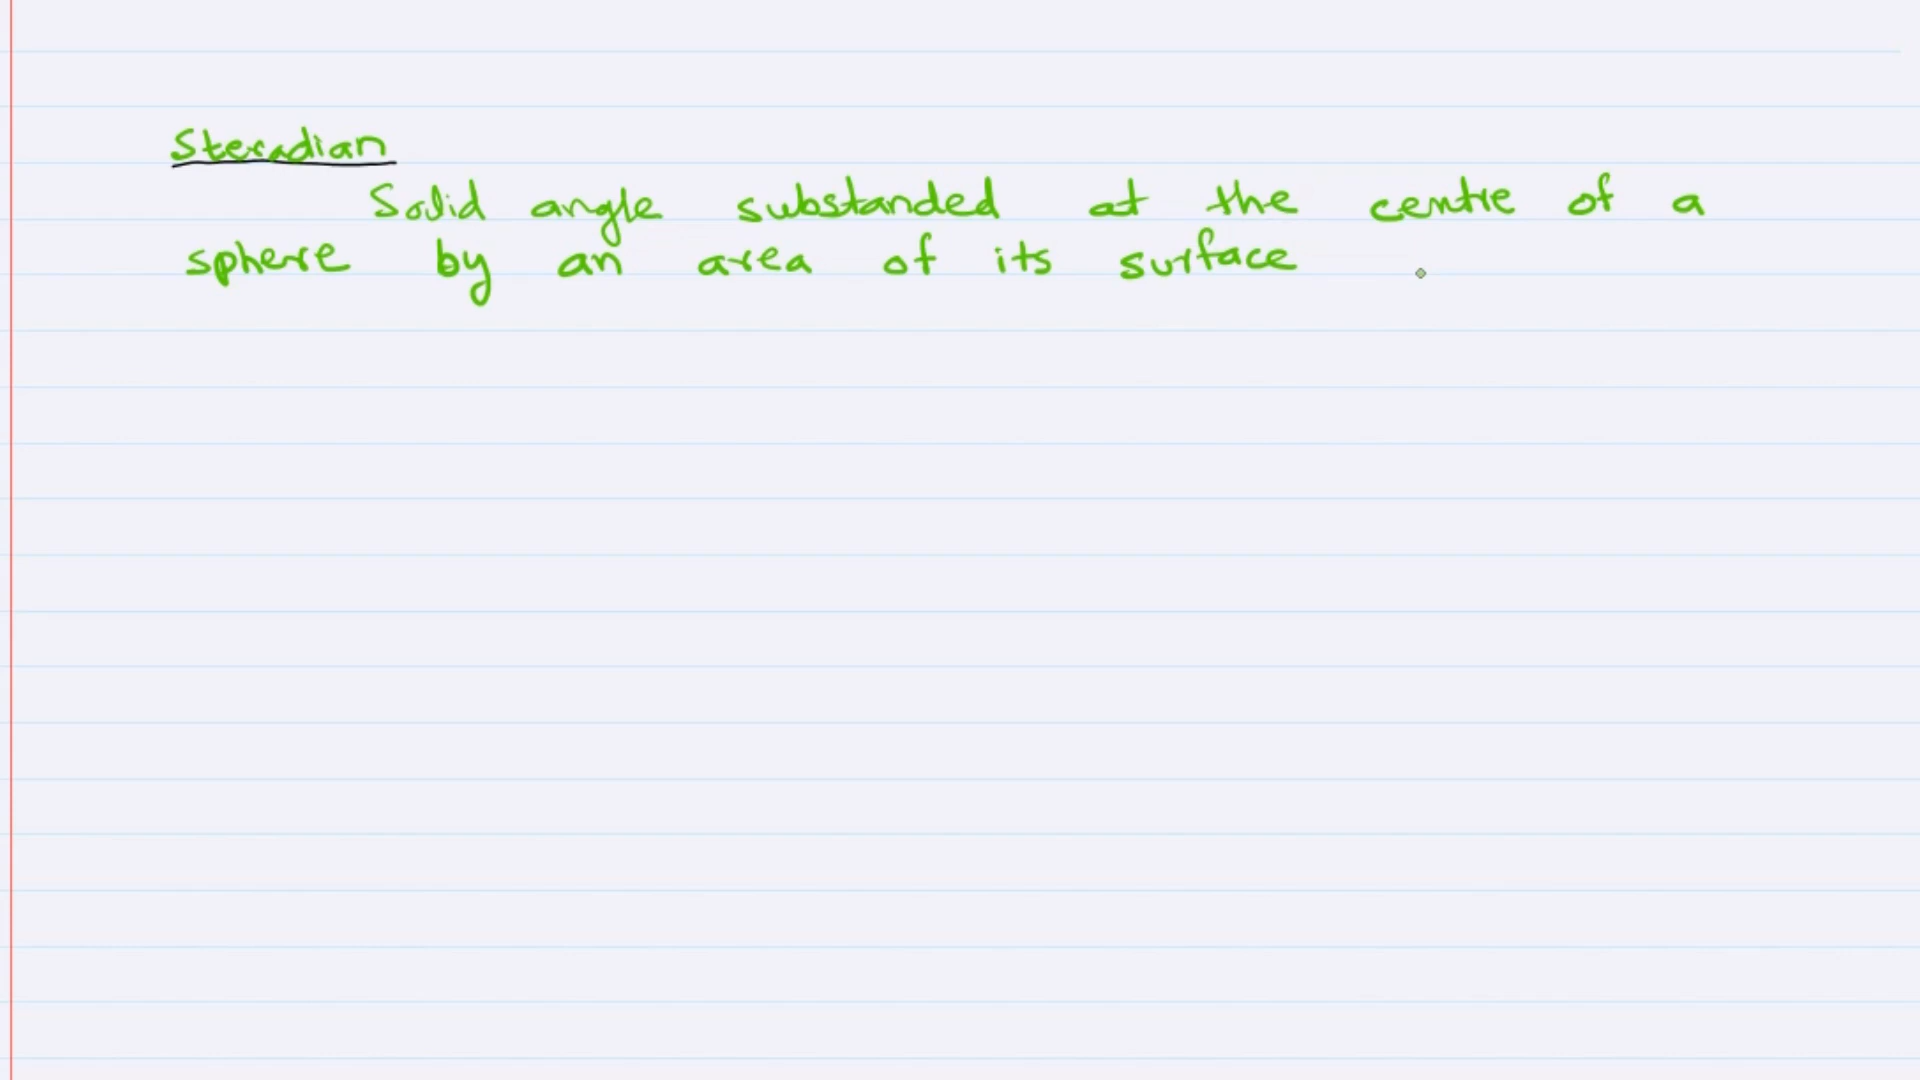 Steradian
Solid angle substanded at the centre of a
sphere by an area of its surface